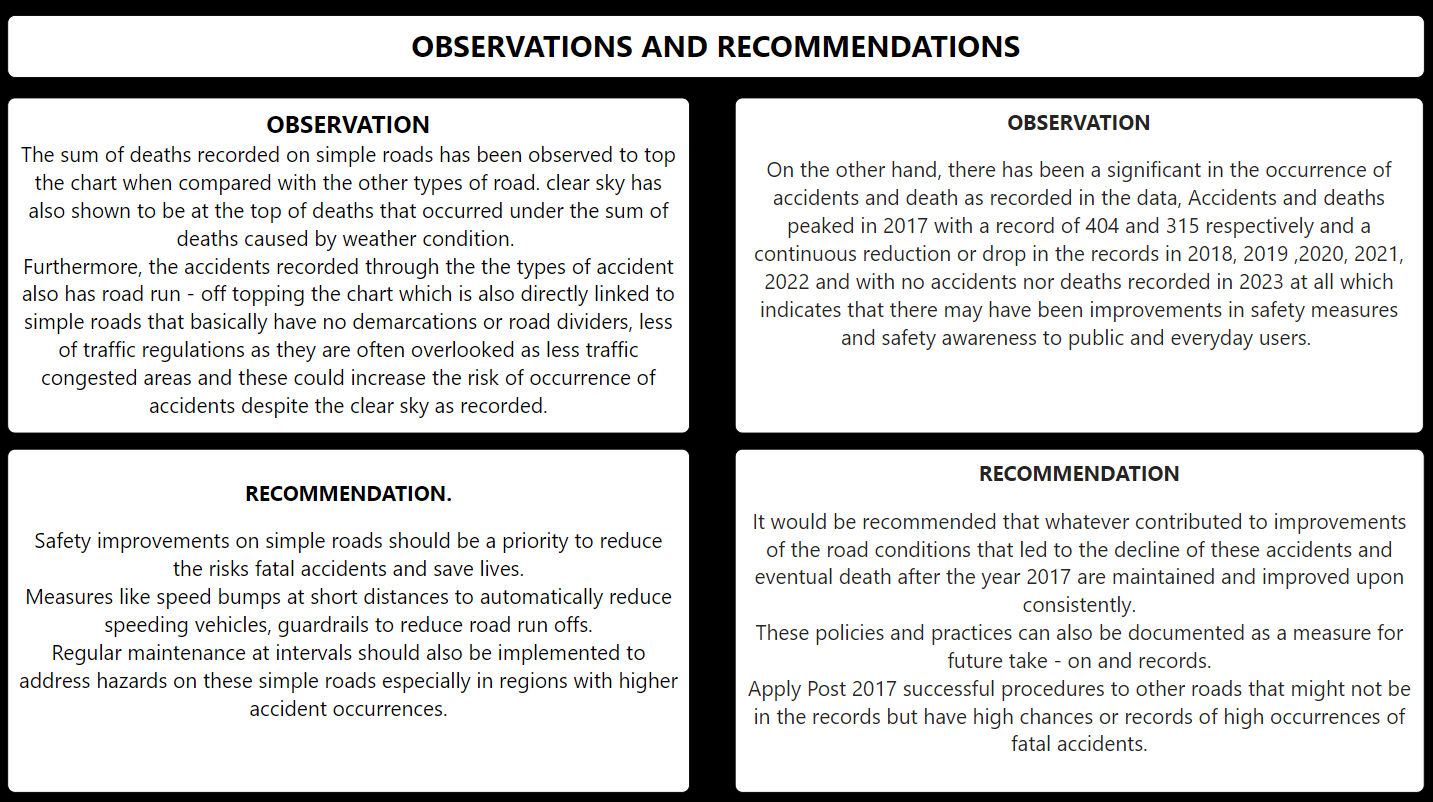 OBSERVATIONS AND RECOMMENDATIONS
OBSERVATION
The sum of deaths recorded on simple roads has been observed to top
the chart when compared with the other types of road. clear sky has
also shown to be at the top of deaths that occurred under the sum of
deaths caused by weather condition.
Furthermore, the accidents recorded through the the types of accident
also has road run - off topping the chart which is also directly linked to
simple roads that basically have no demarcations or road dividers, less
of traffic regulations as they are often overlooked as less traffic
congested areas and these could increase the risk of occurrence of
accidents despite the clear sky as recorded.
OBSERVATION
On the other hand, there has been a significant in the occurrence of
accidents and death as recorded in the data, Accidents and deaths
peaked in 2017 with a record of 404 and 315 respectively and a
continuous reduction or drop in the records in 2018, 2019 ,2020, 2021,
2022 and with no accidents nor deaths recorded in 2023 at all which
indicates that there may have been improvements in safety measures
and safety awareness to public and everyday users.
RECOMMENDATION.
Safety improvements on simple roads should be a priority to reduce
the risks fatal accidents and save lives.
Measures like speed bumps at short distances to automatically reduce
speeding vehicles, guardrails to reduce road run offs.
Regular maintenance at intervals should also be implemented to
address hazards on these simple roads especially in regions with higher
accident occurrences.
RECOMMENDATION
It would be recommended that whatever contributed to improvements
of the road conditions that led to the decline of these accidents and
eventual death after the year 2017 are maintained and improved upon
consistently.
These policies and practices can also be documented as a measure for
future take - on and records.
Apply Post 2017 successful procedures to other roads that might not be
in the records but have high chances or records of high occurrences of
fatal accidents.